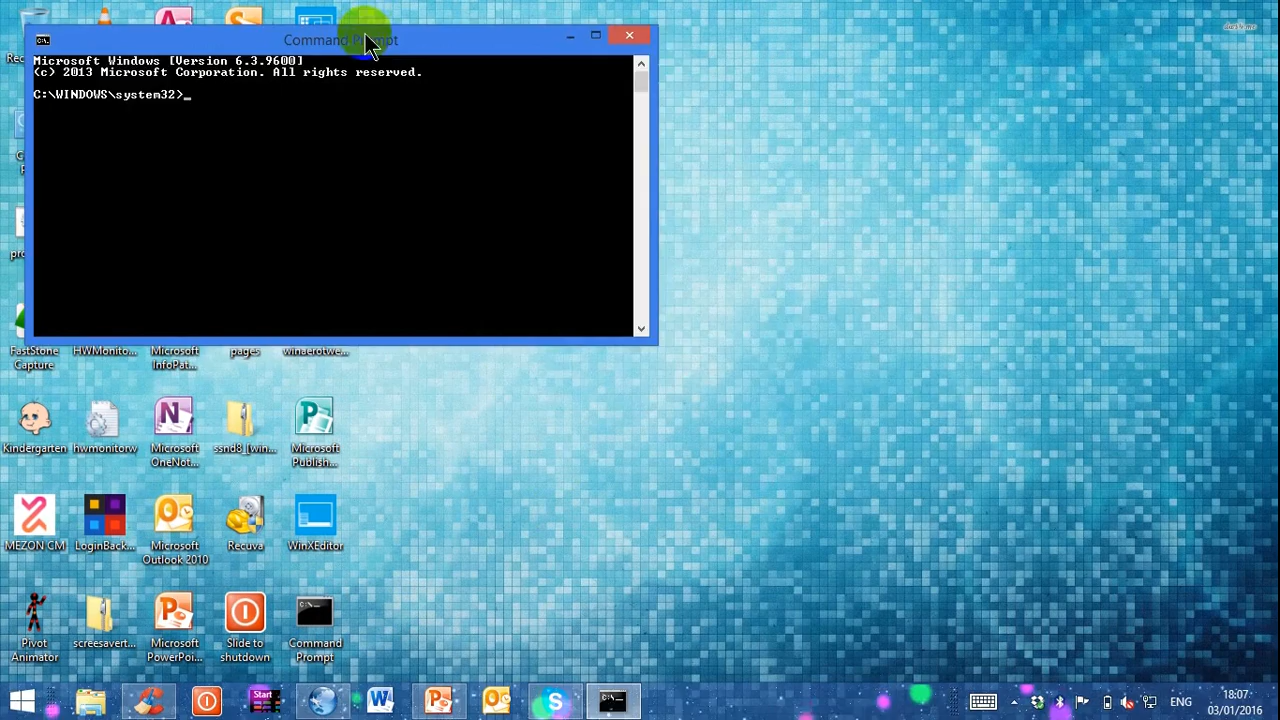 Command Prompt
Microsoft Windows [Version 6.3.9600]
(c) 2013 Microsoft Corporation. All rights reserved.
C:\WINDOWS\system32>_
FastStone
Capture
HWMonito...
Microsoft
InfoPat...
pages
winaerotwe...
Kindergarten
hwmonitorw
Microsoft
OneNot...
ssnd8_[win...
Microsoft
Publish...
MEZON CM
LoginBack...
Microsoft
Outlook 2010
Recuva
WinXEditor
Pivot
Animator
screesavert...
Microsoft
PowerPoi...
Slide to
shutdown
Command
Prompt
Start
ENG
18:07
03/01/2016